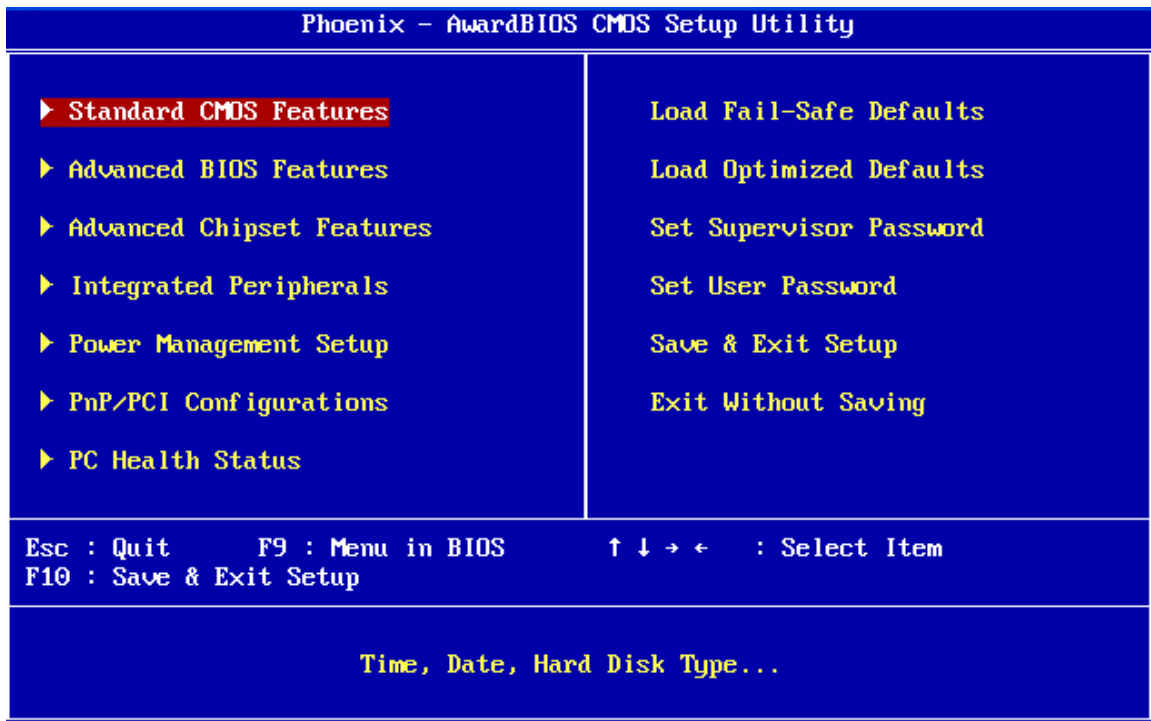 Phoenix - AwardBIOS CMOS Setup Utility
Standard CMOS Features
Advanced BIOS Features
Advanced Chipset Features
Integrated Peripherals
Power Management Setup
PnP/PCI Configurations
PC Health Status
Load Fail-Safe Defaults
Load Optimized Defaults
Set Supervisor Password
Set User Password
Save & Exit Setup
Exit Without Saving
Esc : Quit F9 : Menu in BIOS ↑ ↓ → ← : Select Item
F10 : Save & Exit Setup
Time, Date, Hard Disk Type...